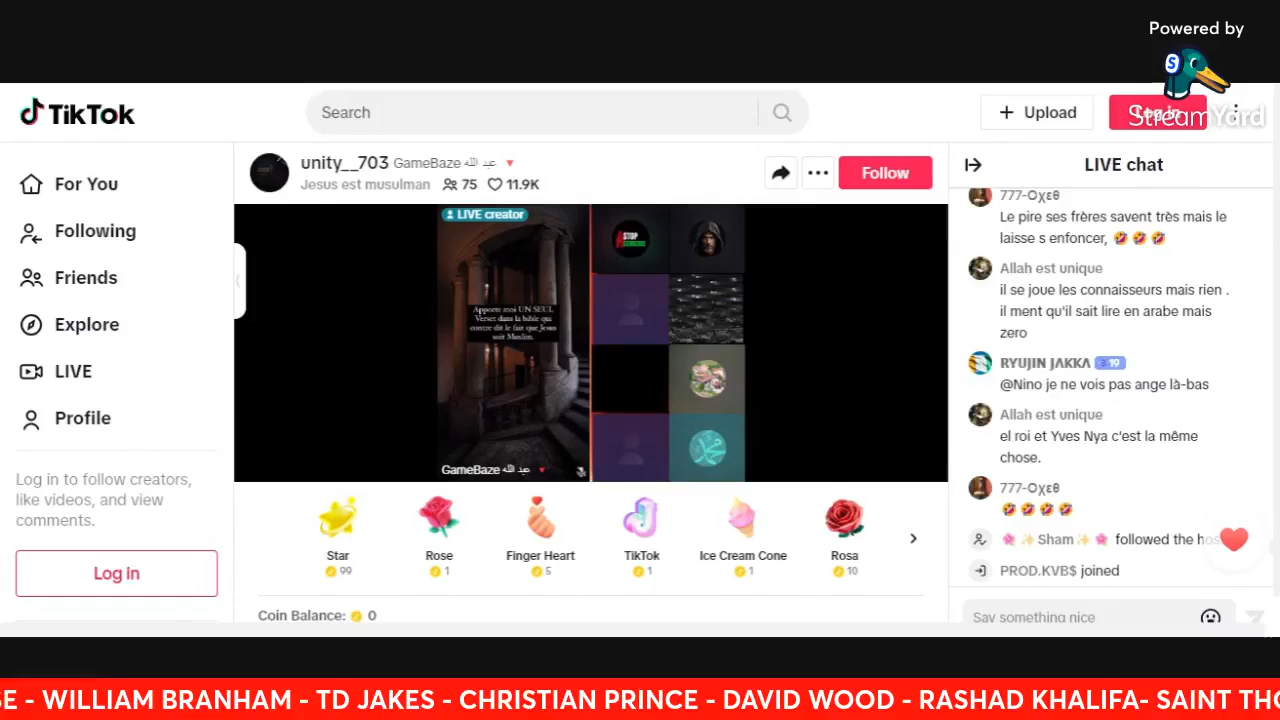 Powered by
StreamYard
TikTok
Search
Upload
Log in
For You
Following
Friends
Explore
LIVE
Profile
Log in to follow creators,
like videos, and view
comments.
Log in
unity__703 GameBaze عبد الله
Jesus est musulman 75 11.9K
Follow
LIVE creator
STOP
Apporte moi UN SEUL
Verset dans la bible qui
contre dit le fait que Jesus
soit Muslim.
GameBaze عبد الله
Star
99
Rose
1
Finger Heart
5
TikTok
1
Ice Cream Cone
1
Rosa
10
Coin Balance: 0
LIVE chat
777-Οχεθ
Le pire ses frères savent très mais le
laisse s enfoncer, 🤣 🤣 🤣
Allah est unique
il se joue les connaisseurs mais rien .
il ment qu'il sait lire en arabe mais
zero
RYUJIN JAKKA 19
@Nino je ne vois pas ange là-bas
Allah est unique
el roi et Yves Nya c'est la même
chose.
777-Οχεθ
🤣 🤣 🤣 🤣
🌸 ✨ Sham ✨ 🌸 followed the hos
PROD.KVB$ joined
Say something nice
SE - WILLIAM BRANHAM - TD JAKES - CHRISTIAN PRINCE - DAVID WOOD - RASHAD KHALIFA- SAINT THO